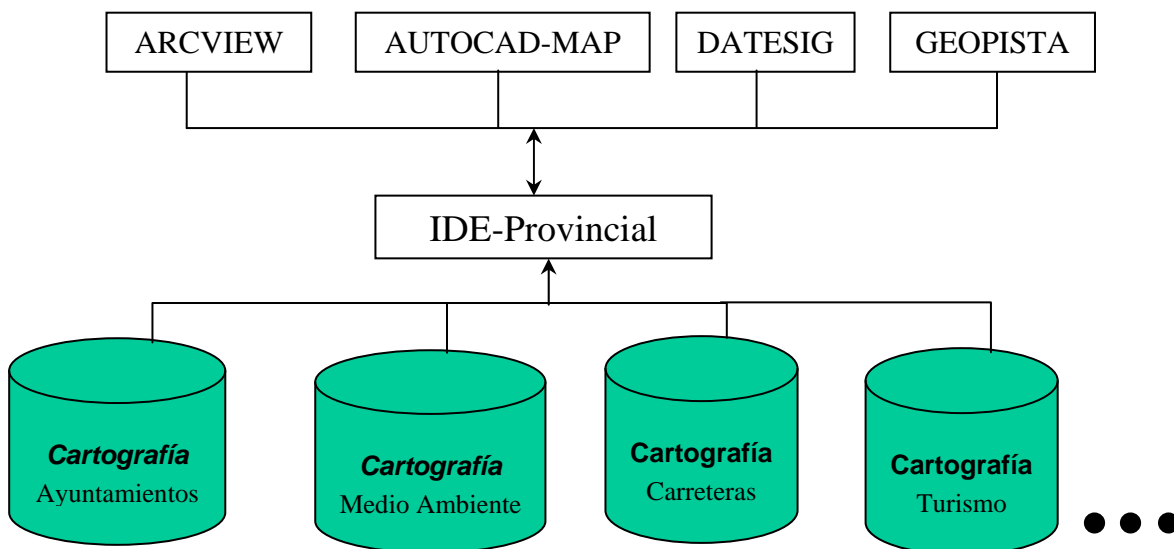 ARCVIEW
AUTOCAD-MAP
DATESIG
GEOPISTA
IDE-Provincial
Cartografía
Ayuntamientos
Cartografía
Medio Ambiente
Cartografía
Carreteras
Cartografía
Turismo